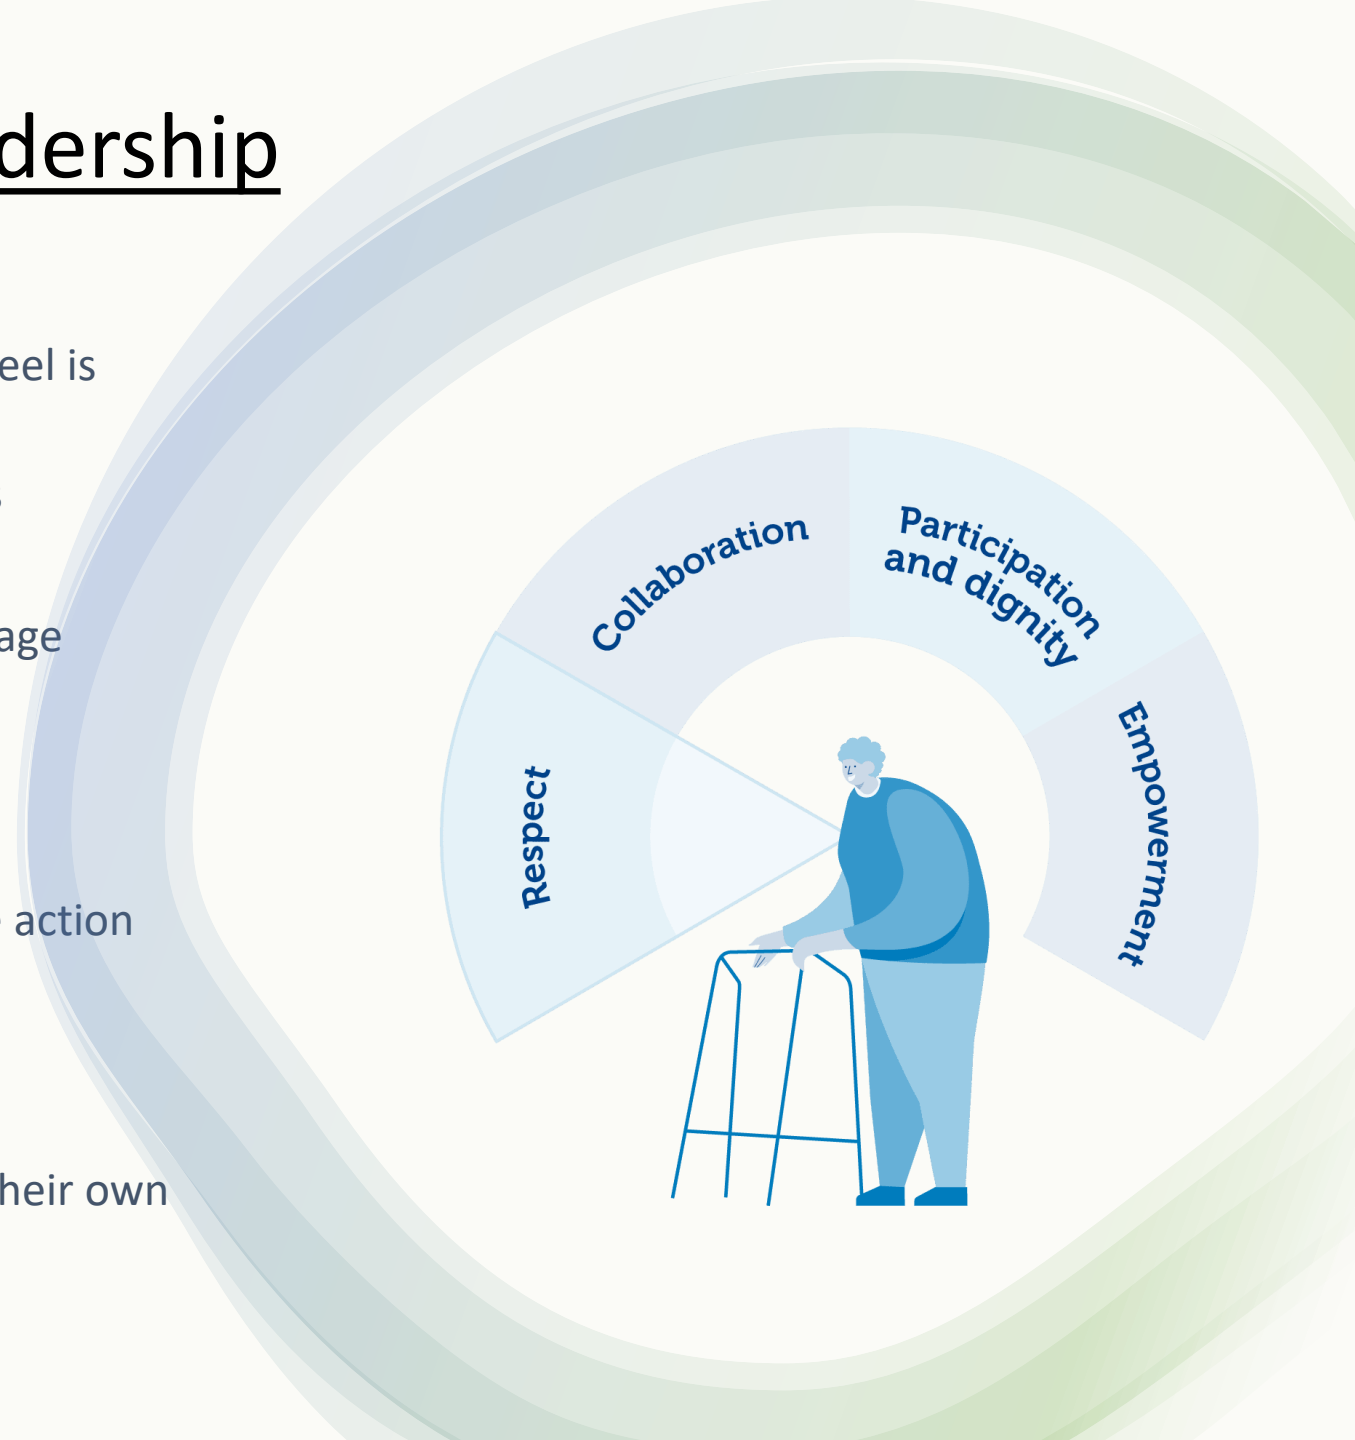 dership
eel is
age
action
heir own
Collaboration
Participation
and dignity
Respect
Empowerment